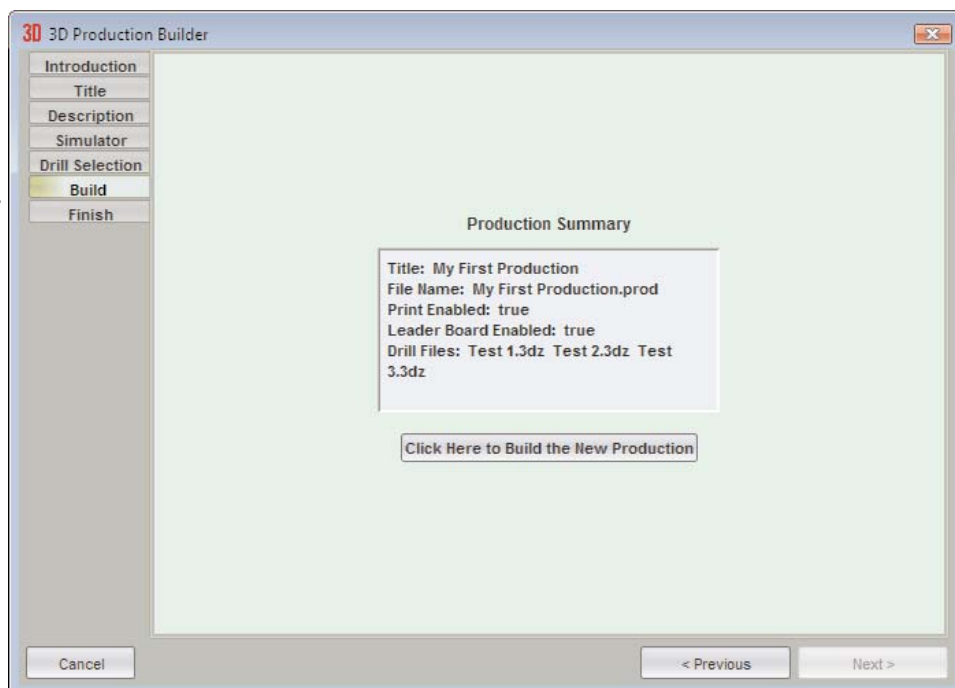 3D 3D Production Builder
Introduction
Title
Description
Simulator
Drill Selection
Build
Finish
Production Summary
Title: My First Production
File Name: My First Production.prod
Print Enabled: true
Leader Board Enabled: true
Drill Files: Test 1.3dz Test 2.3dz Test
3.3dz
Click Here to Build the New Production
Cancel
< Previous
Next >